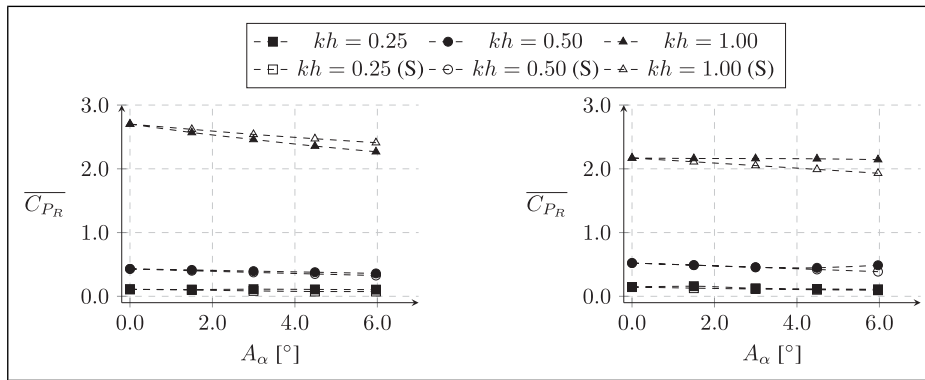 kh = 0.25 kh = 0.50 kh = 1.00
kh = 0.25 (S) kh = 0.50 (S) kh = 1.00 (S)
3.0
2.0
1.0
0.0
C_{P_R}
0.0 2.0 4.0 6.0
A_α [°]
3.0
2.0
1.0
0.0
C_{P_R}
0.0 2.0 4.0 6.0
A_α [°]